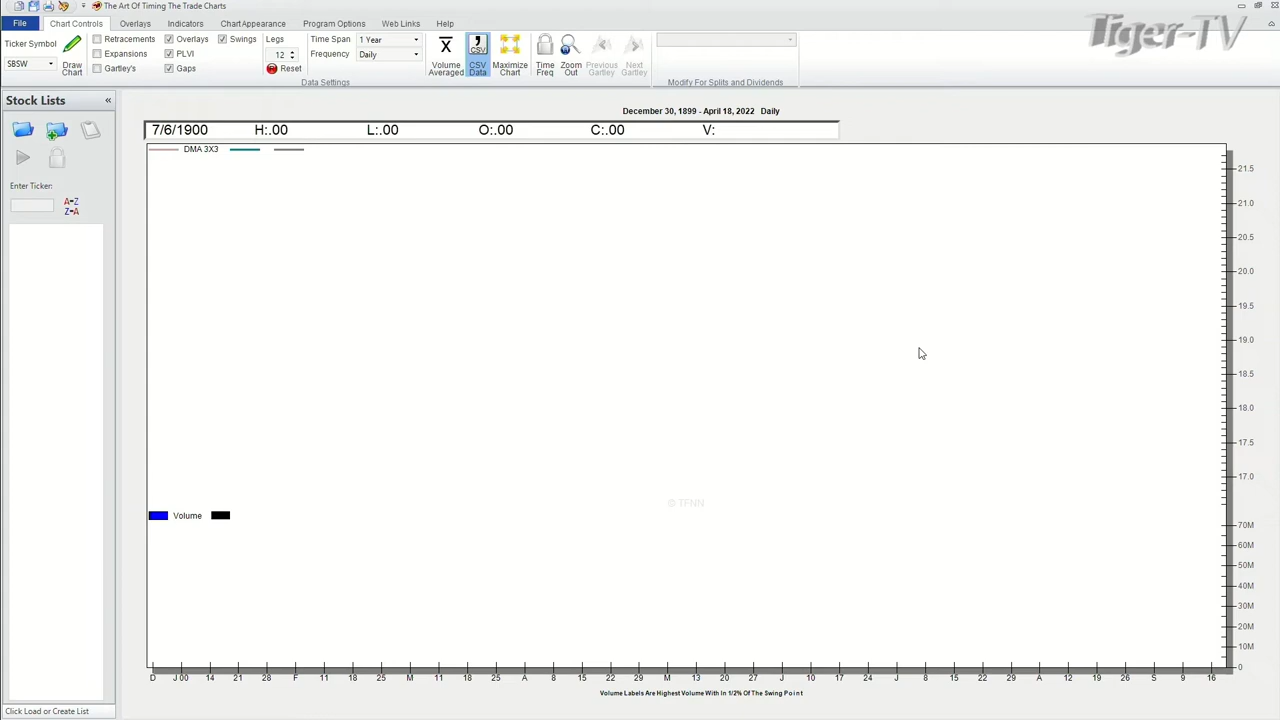 The Art Of Timing The Trade Charts
Tiger-TV
File Chart Controls Overlays Indicators Chart Appearance Program Options Web Links Help
Ticker Symbol
SBSW
Draw Chart
Retracements Overlays Swings
Expansions PLVI
Gartley's Gaps
Legs
12
Reset
Time Span 1 Year
Frequency Daily
Data Settings
Volume Averaged
CSV
CSV Data
Maximize Chart
Time Freq
Zoom Out
Previous Gartley
Next Gartley
Modify For Splits and Dividends
Stock Lists «
Enter Ticker:
A-Z
Z-A
Click Load or Create List
December 30, 1899 - April 18, 2022 Daily
7/6/1900 H:.00 L:.00 O:.00 C:.00 V:
DMA 3X3
21.5
21.0
20.5
20.0
19.5
19.0
18.5
18.0
17.5
17.0
© TFNN
Volume
70M
60M
50M
40M
30M
20M
10M
0
D J 00 14 21 28 F 11 18 25 M 11 18 25 A 8 15 22 29 M 13 20 27 J 10 17 24 J 8 15 22 29 A 12 19 26 S 9 16
Volume Labels Are Highest Volume With In 1/2% Of The Swing Point